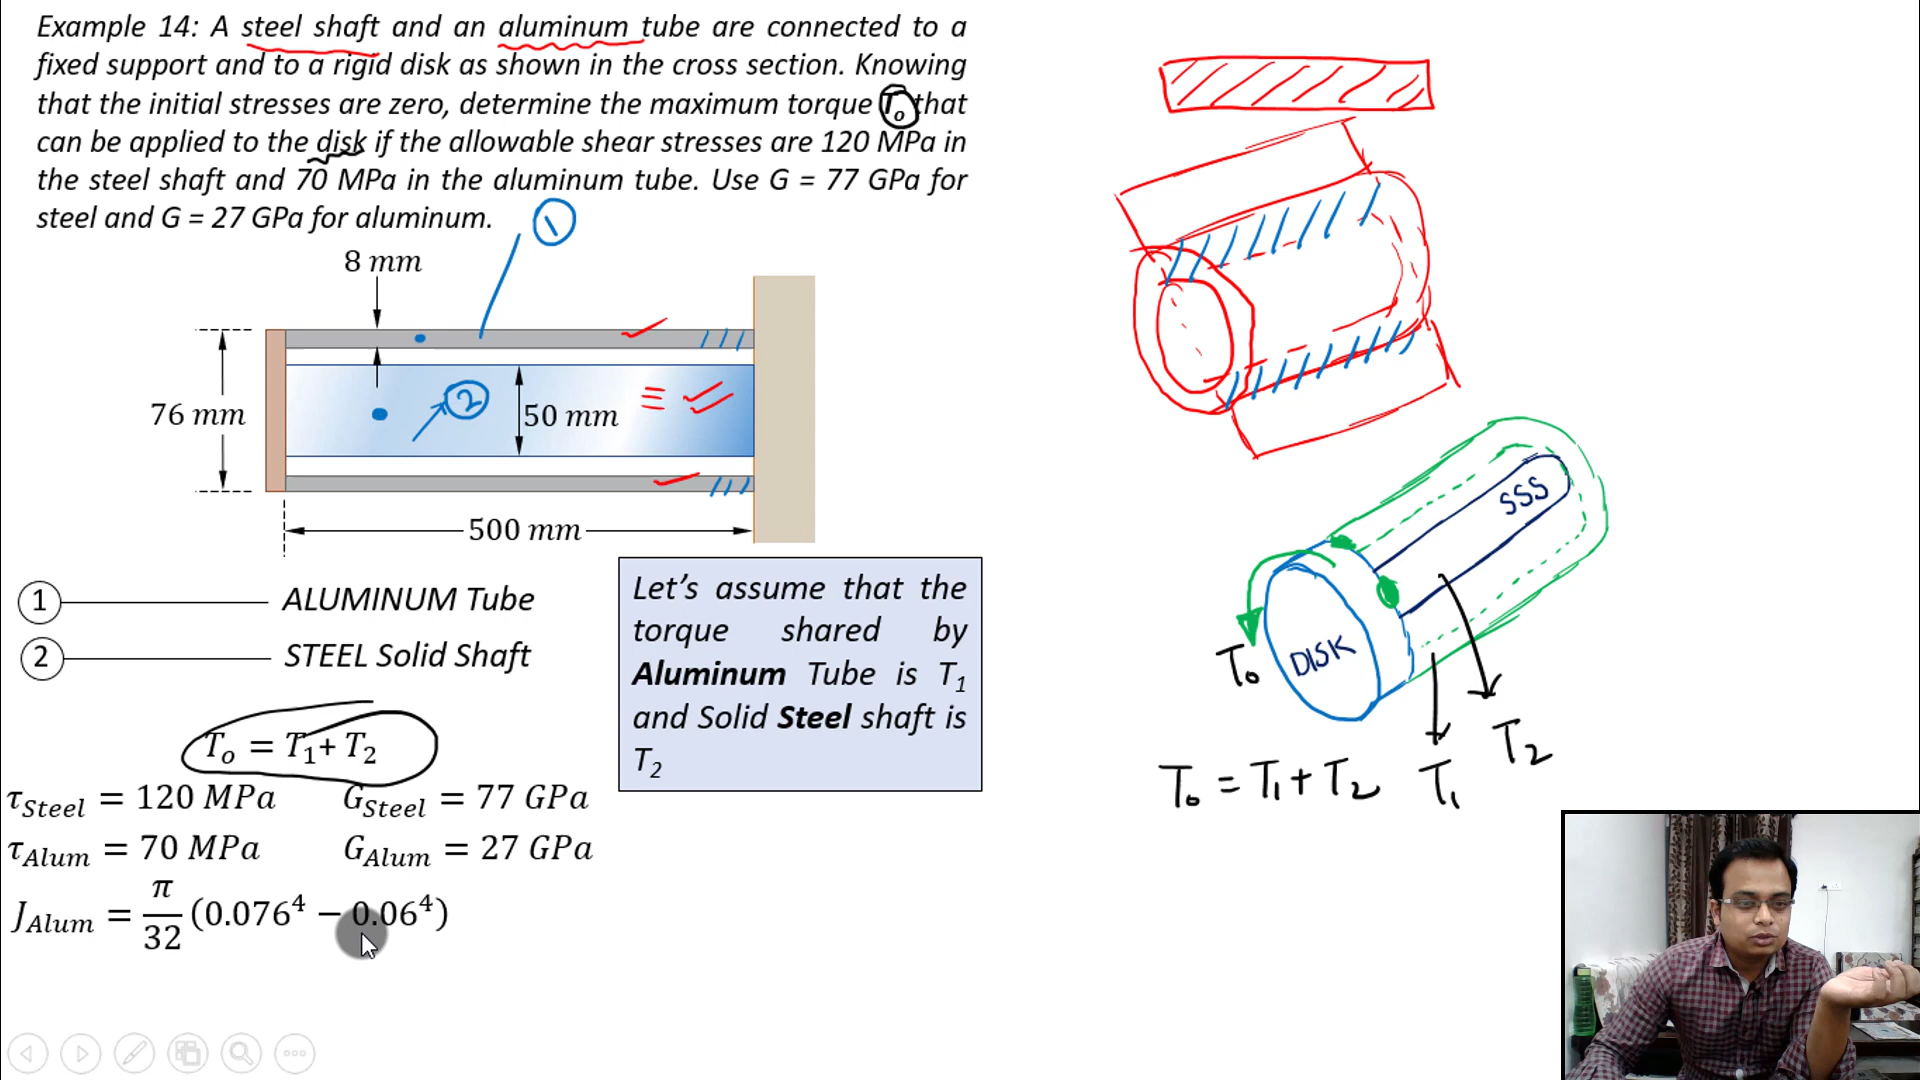 Example 14: A steel shaft and an aluminum tube are connected to a
fixed support and to a rigid disk as shown in the cross section. Knowing
that the initial stresses are zero, determine the maximum torque Tₒ that
can be applied to the disk if the allowable shear stresses are 120 MPa in
the steel shaft and 70 MPa in the aluminum tube. Use G = 77 GPa for
steel and G = 27 GPa for aluminum.
1
8 mm
2
76 mm
50 mm
500 mm
1 ALUMINUM Tube
2 STEEL Solid Shaft
Let’s assume that the
torque shared by
Aluminum Tube is T₁
and Solid Steel shaft is
T₂
Tₒ = T₁+ T₂
τ_Steel = 120 MPa G_Steel = 77 GPa
τ_Alum = 70 MPa G_Alum = 27 GPa
J_Alum = π/32 (0.076⁴ − 0.06⁴)
SSS
DISK
T₀
T₂
T₁
T₀ = T₁ + T₂